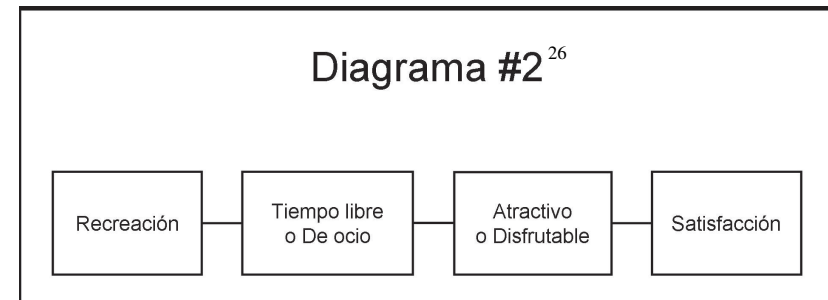 Diagrama #2 26
Recreación
Tiempo libre
o De ocio
Atractivo
o Disfrutable
Satisfacción